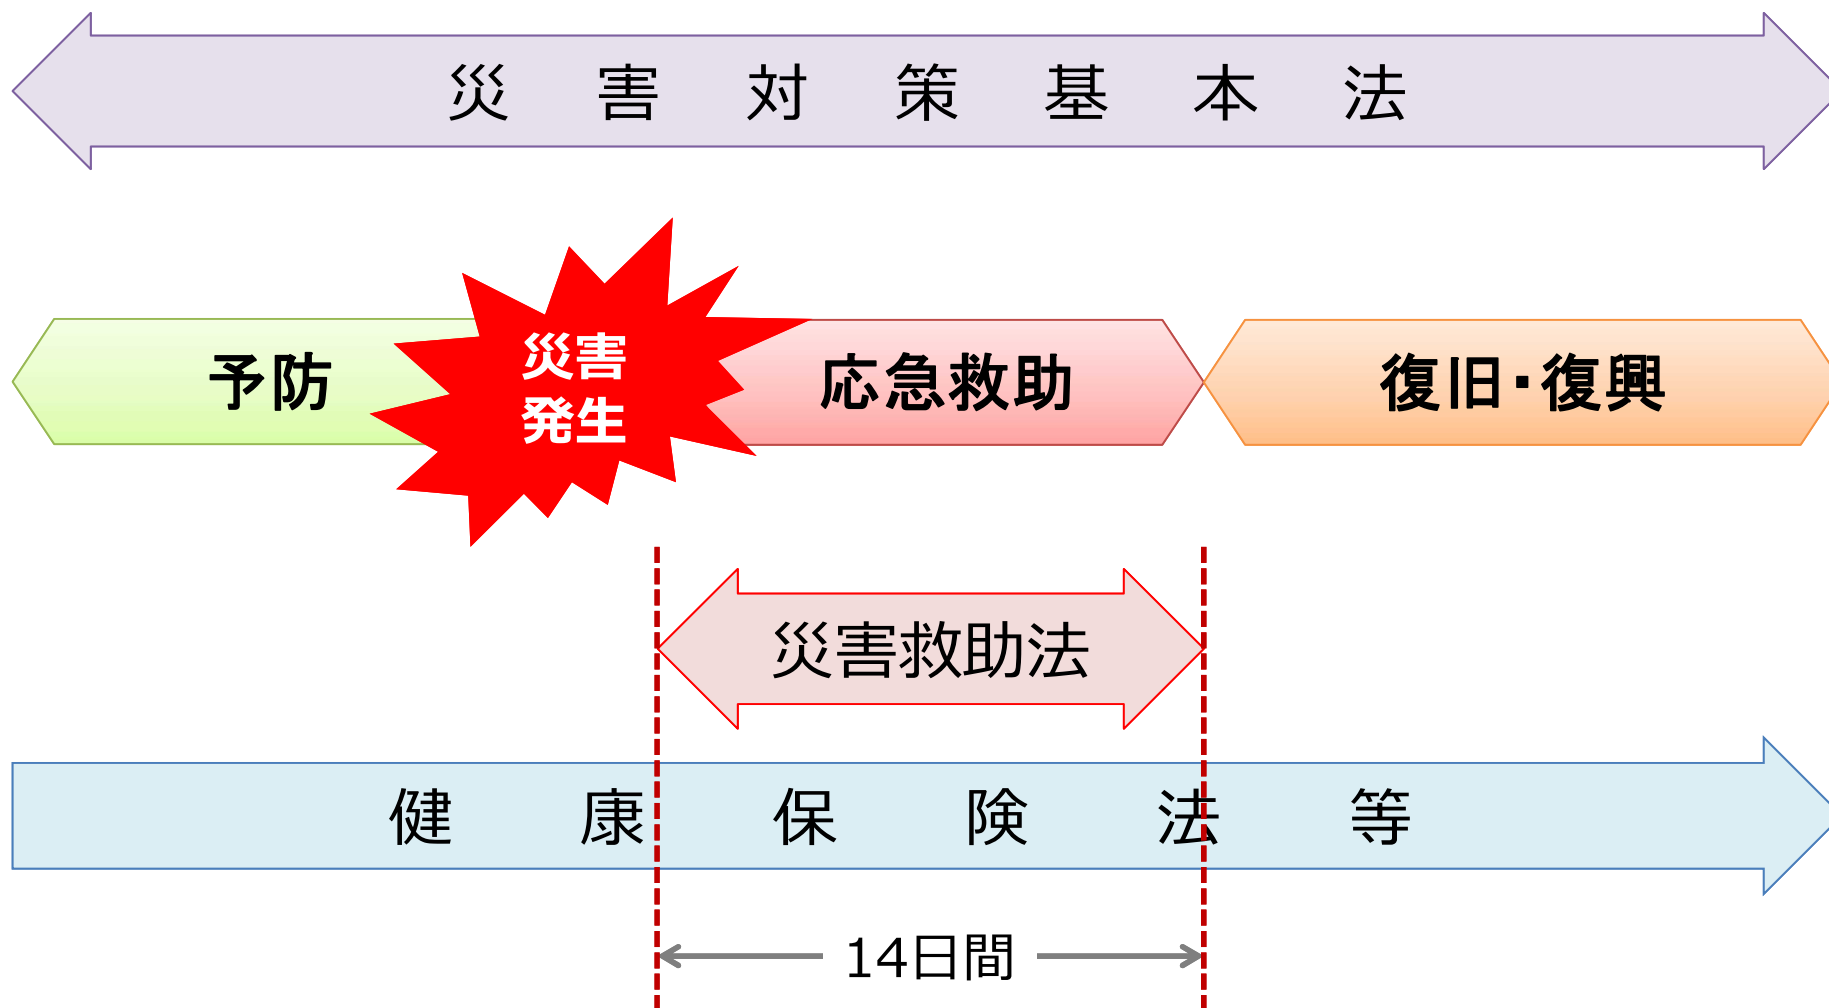 災害対策基本法
予防
災害
発生
応急救助
復旧・復興
災害救助法
健康保険法等
14日間